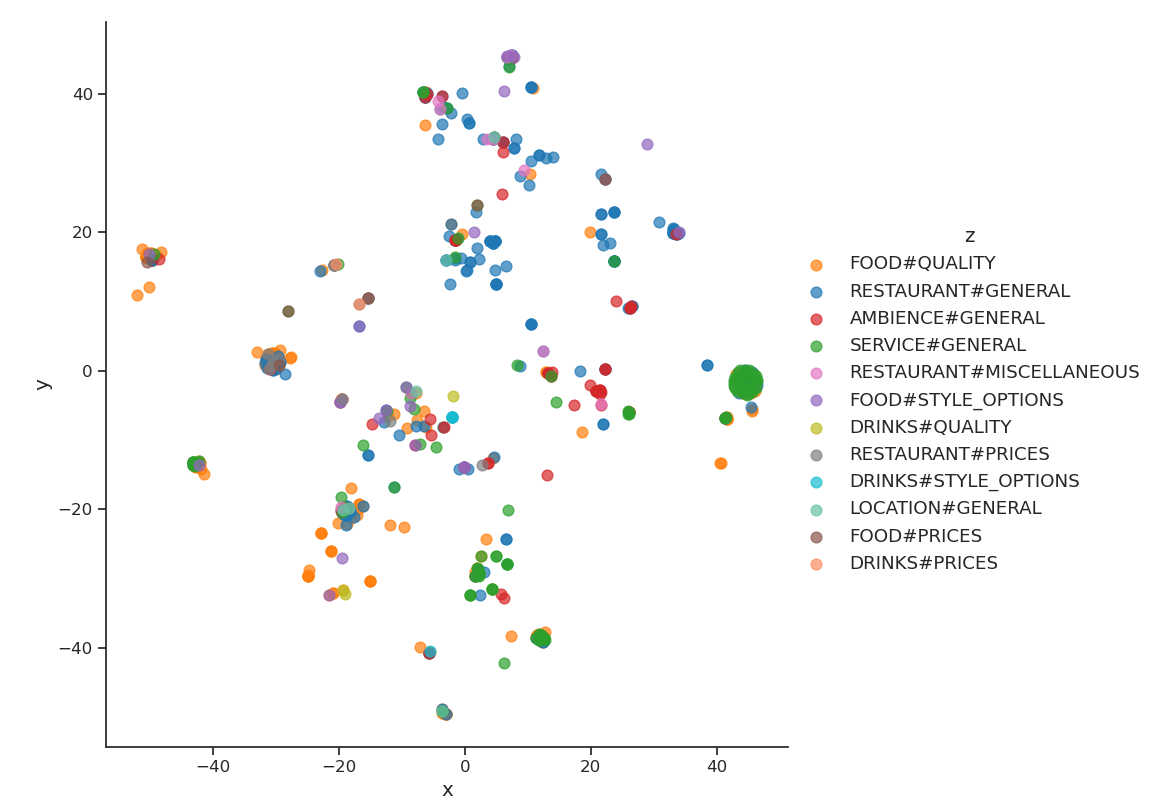 40
20
0
−20
−40
y
−40
−20
0
20
40
x
z
FOOD#QUALITY
RESTAURANT#GENERAL
AMBIENCE#GENERAL
SERVICE#GENERAL
RESTAURANT#MISCELLANEOUS
FOOD#STYLE_OPTIONS
DRINKS#QUALITY
RESTAURANT#PRICES
DRINKS#STYLE_OPTIONS
LOCATION#GENERAL
FOOD#PRICES
DRINKS#PRICES